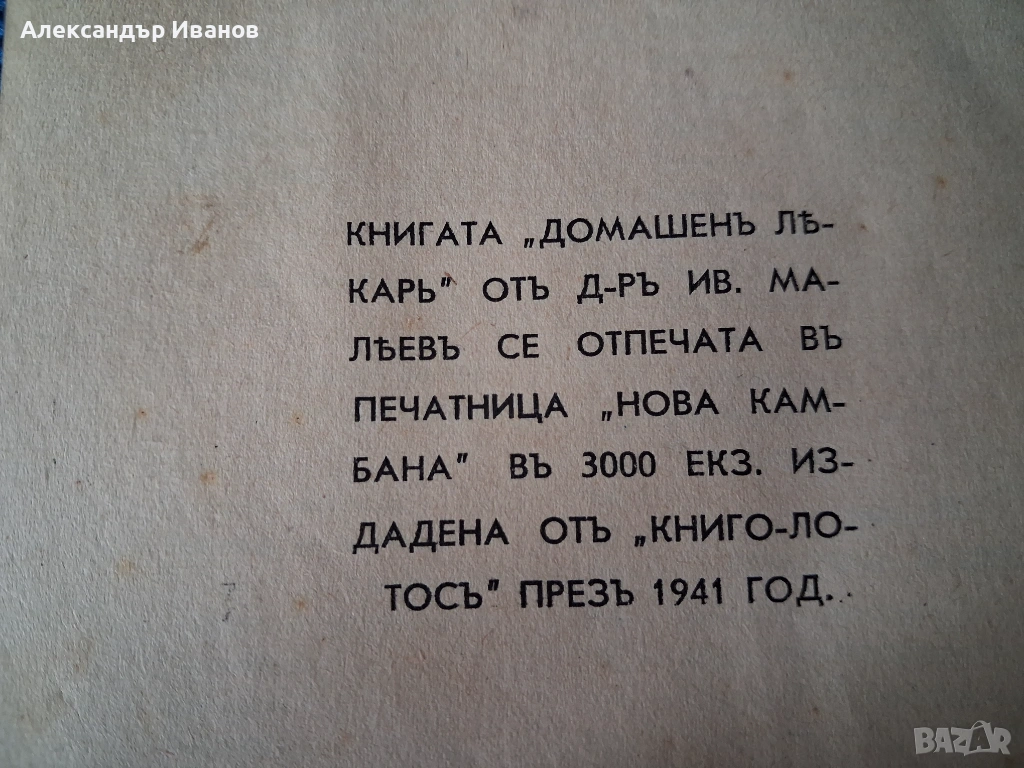 Александър Иванов
КНИГАТА „ДОМАШЕНЪ ЛѢ-
КАРЬ" ОТЪ Д-РЪ ИВ. МА-
ЛѢЕВЪ СЕ ОТПЕЧАТА ВЪ
ПЕЧАТНИЦА „НОВА КАМ-
БАНА" ВЪ 3000 ЕКЗ. ИЗ-
ДАДЕНА ОТЪ „КНИГО-ЛО-
ТОСЪ" ПРЕЗЪ 1941 ГОД.
BAZAR